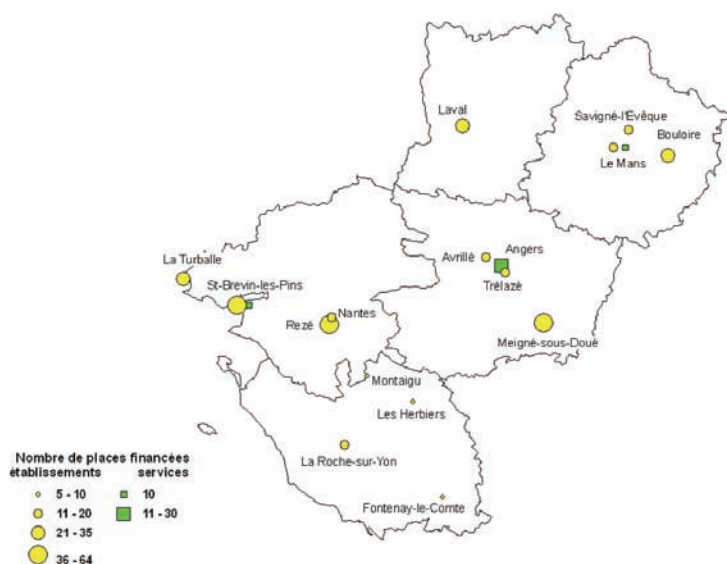 Laval
Savigné-l'Evêque
Bouloire
Le Mans
La Turballe
St-Brevin-les-Pins
Avrillé
Angers
Trélazé
Nantes
Rezé
Meigné-sous-Doué
Montaigu
Les Herbiers
La Roche-sur-Yon
Fontenay-le-Comte
Nombre de places financées
établissements services
5 - 10 10
11 - 20 11 - 30
21 - 35
36 - 64